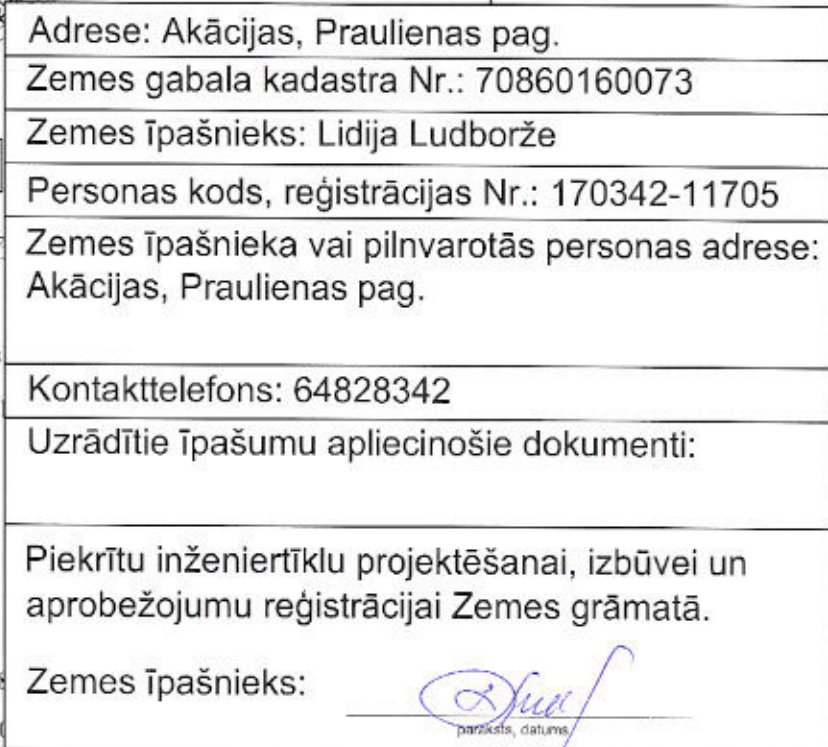 Adrese: Akācijas, Praulienas pag.
Zemes gabala kadastra Nr.: 70860160073
Zemes īpašnieks: Lidija Ludborže
Personas kods, reģistrācijas Nr.: 170342-11705
Zemes īpašnieka vai pilnvarotās personas adrese:
Akācijas, Praulienas pag.
Kontakttelefons: 64828342
Uzrādītie īpašumu apliecinošie dokumenti:
Piekrītu inženiertīklu projektēšanai, izbūvei un
aprobežojumu reģistrācijai Zemes grāmatā.
Zemes īpašnieks:
paraksts, datums